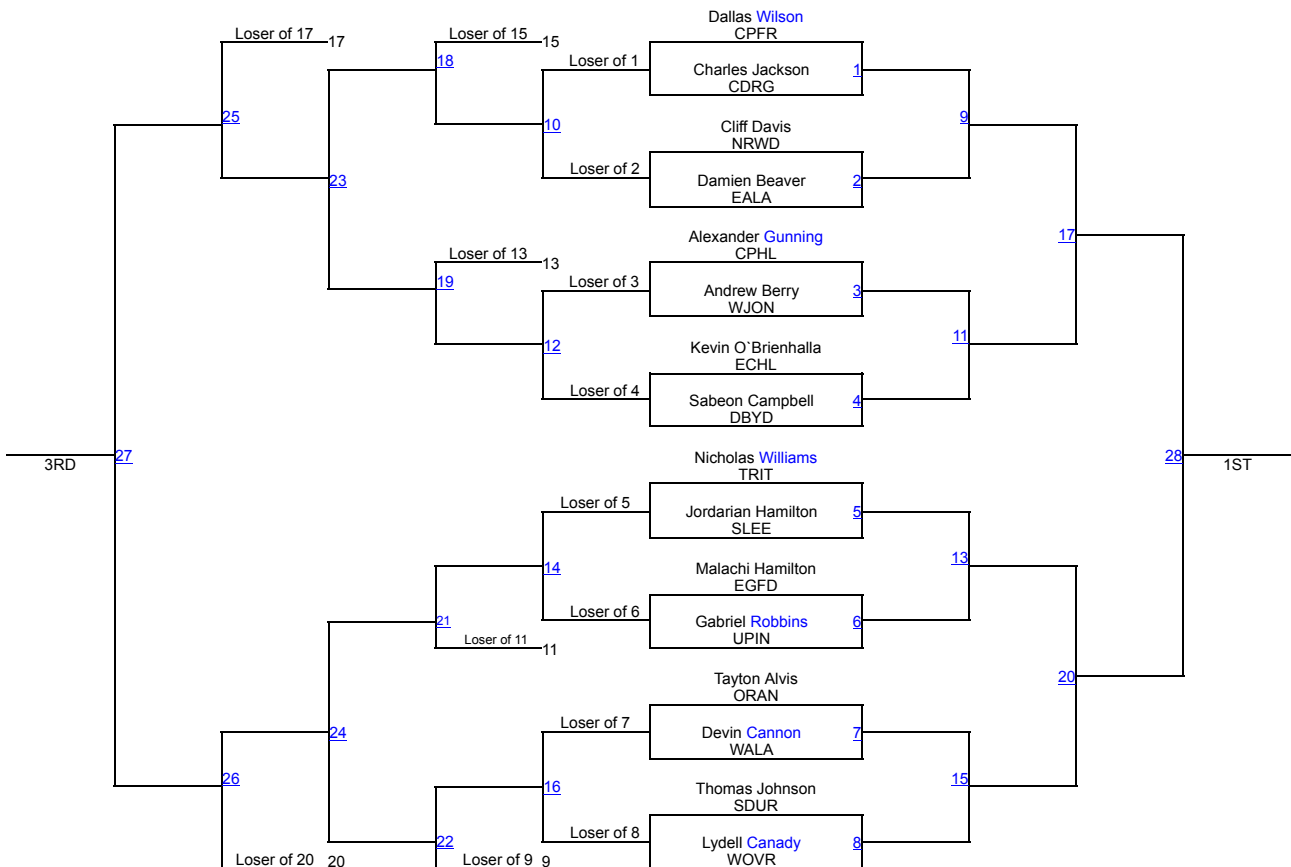 Dallas Wilson
CPFR
Loser of 17 17
Loser of 15 15
Loser of 1
18
Charles Jackson
CDRG
1
25
10
9
Cliff Davis
NRWD
Loser of 2
23
Damien Beaver
EALA
2
Alexander Gunning
CPHL
17
Loser of 13 13
Loser of 3
19
Andrew Berry
WJON
3
12
11
Kevin O`Brienhalla
ECHL
Loser of 4
Sabeon Campbell
DBYD
4
3RD
27
28
1ST
Nicholas Williams
TRIT
Loser of 5
Jordarian Hamilton
SLEE
5
14
13
Malachi Hamilton
EGFD
Loser of 6
21
Gabriel Robbins
UPIN
6
Loser of 11 11
20
Tayton Alvis
ORAN
Loser of 7
24
Devin Cannon
WALA
7
26
16
15
Thomas Johnson
SDUR
Loser of 8
22
Lydell Canady
WOVR
8
Loser of 20 20
Loser of 9 9